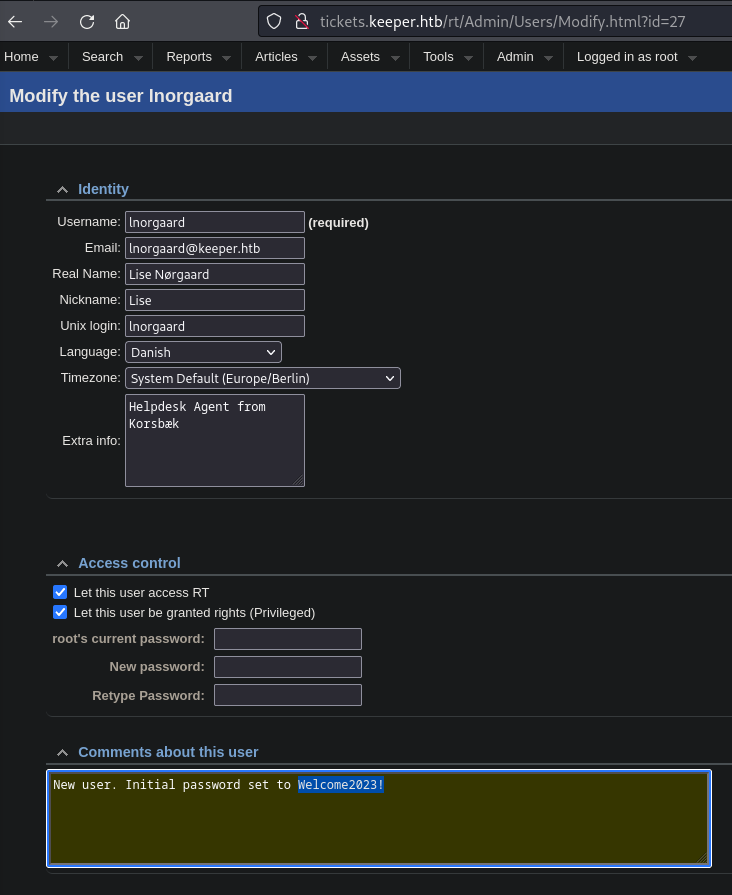 tickets.keeper.htb/rt/Admin/Users/Modify.html?id=27
Home Search Reports Articles Assets Tools Admin Logged in as root
Modify the user lnorgaard
Identity
Username: lnorgaard (required)
Email: lnorgaard@keeper.htb
Real Name: Lise Nørgaard
Nickname: Lise
Unix login: lnorgaard
Language: Danish
Timezone: System Default (Europe/Berlin)
Extra info: Helpdesk Agent from
Korsbæk
Access control
Let this user access RT
Let this user be granted rights (Privileged)
root's current password:
New password:
Retype Password:
Comments about this user
New user. Initial password set to Welcome2023!